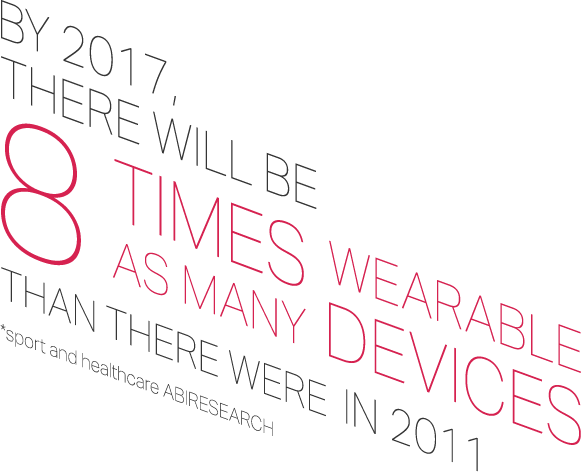 BY 2017,
THERE WILL BE
8 TIMES WEARABLE
AS MANY DEVICES
THAN THERE WERE IN 2011
*sport and healthcare ABIRESEARCH